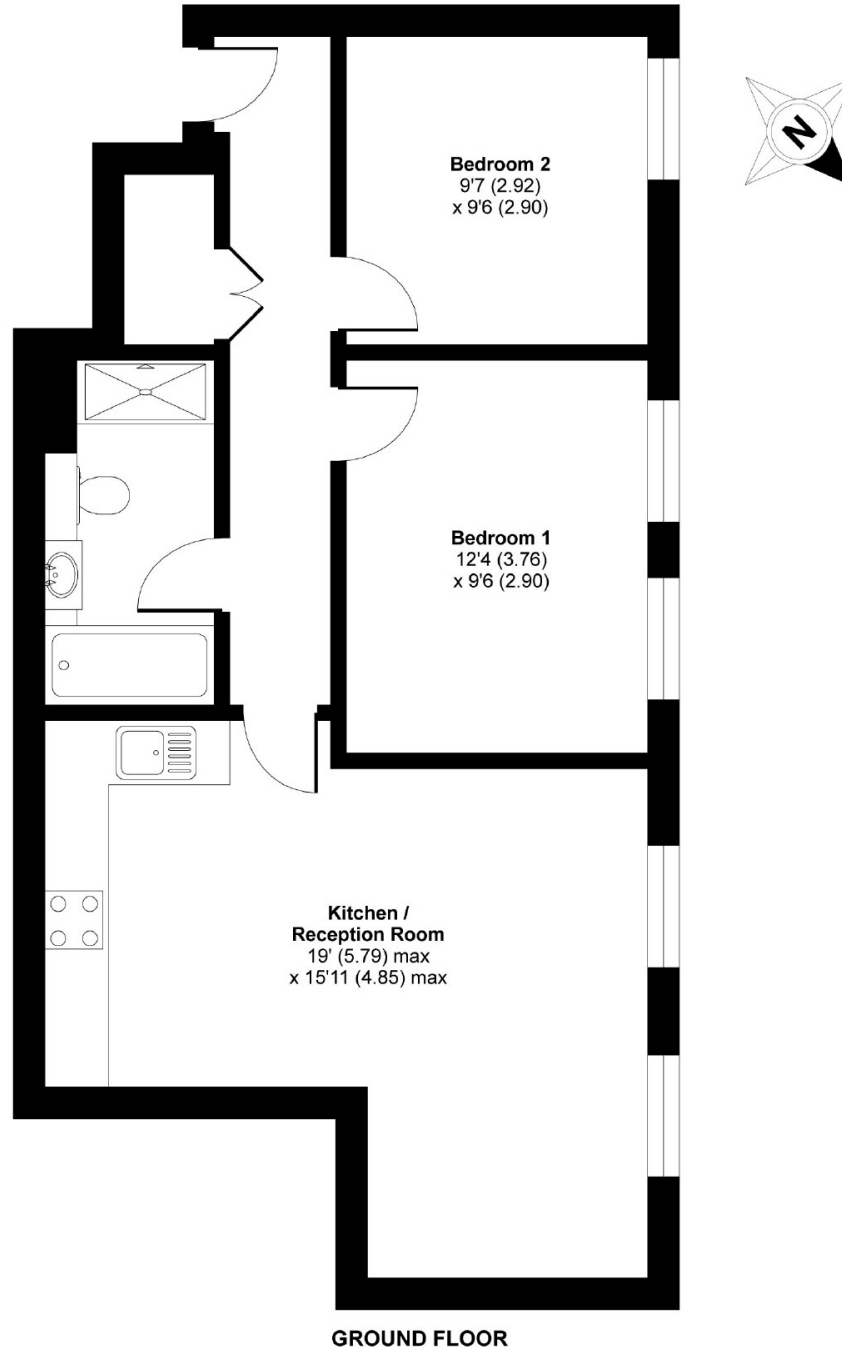 Bedroom 2
9'7 (2.92)
x 9'6 (2.90)
N
Bedroom 1
12'4 (3.76)
x 9'6 (2.90)
Kitchen /
Reception Room
19' (5.79) max
x 15'11 (4.85) max
GROUND FLOOR